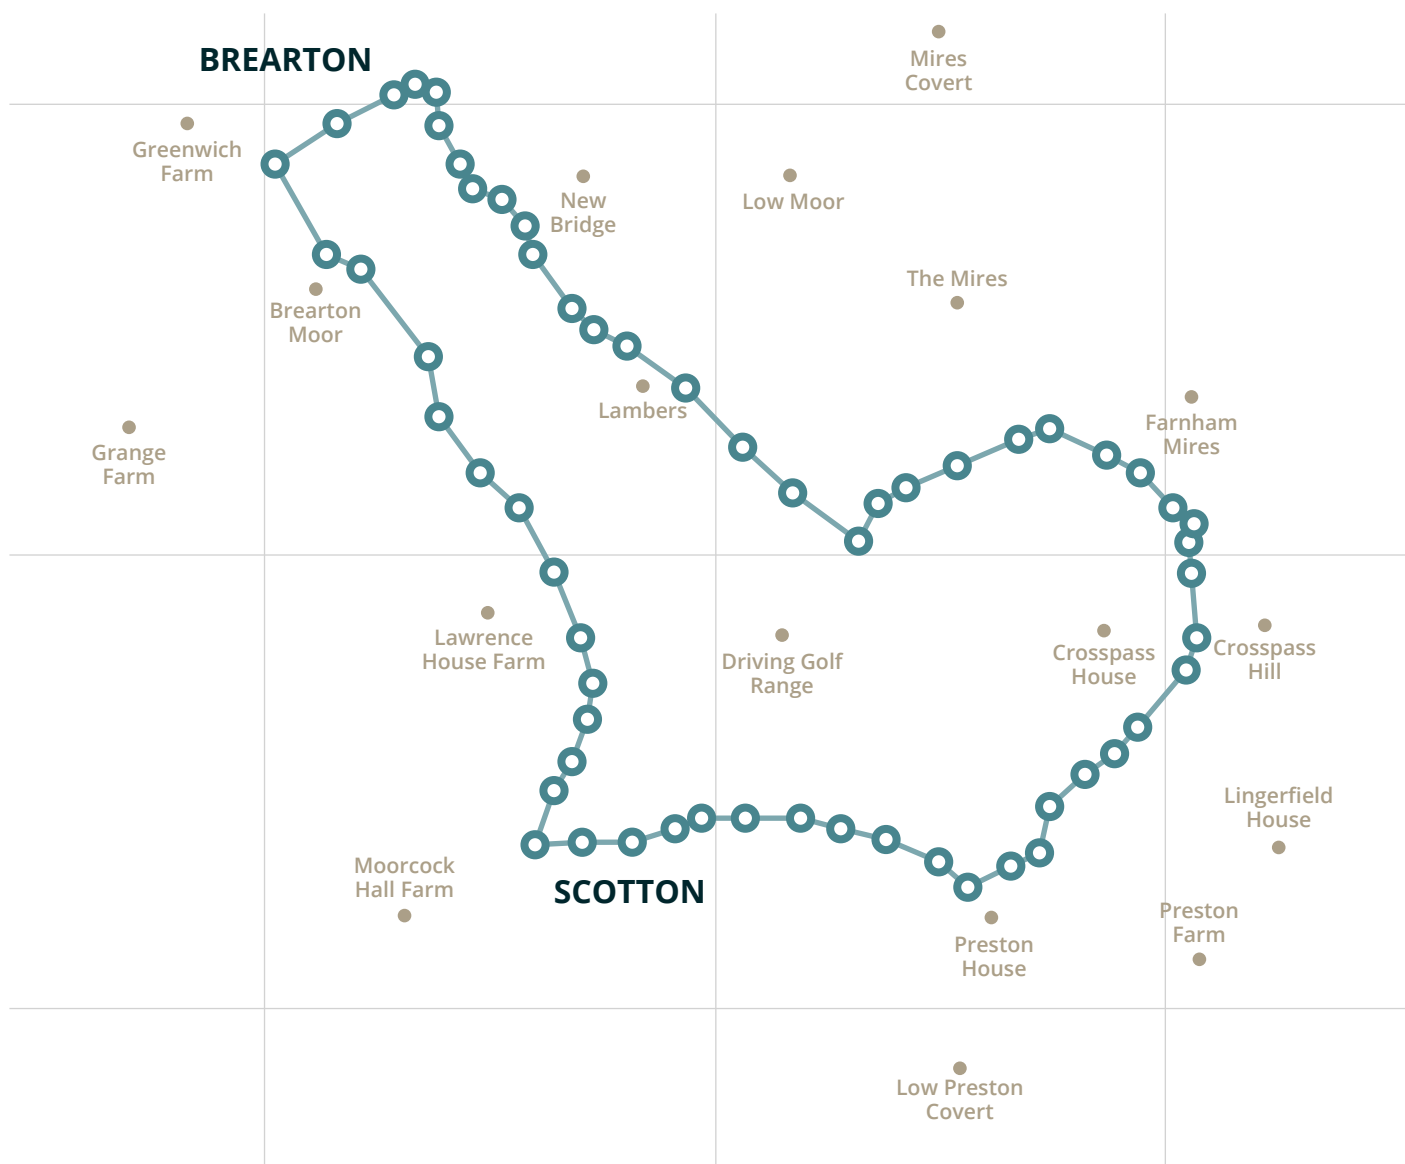 Mires
Covert
BREARTON
Greenwich
Farm
New
Bridge
Low Moor
The Mires
Brearton
Moor
Lambers
Farnham
Mires
Grange
Farm
Lawrence
House Farm
Driving Golf
Range
Crosspass
House
Crosspass
Hill
Lingerfield
House
Moorcock
Hall Farm
SCOTTON
Preston
Farm
Preston
House
Low Preston
Covert